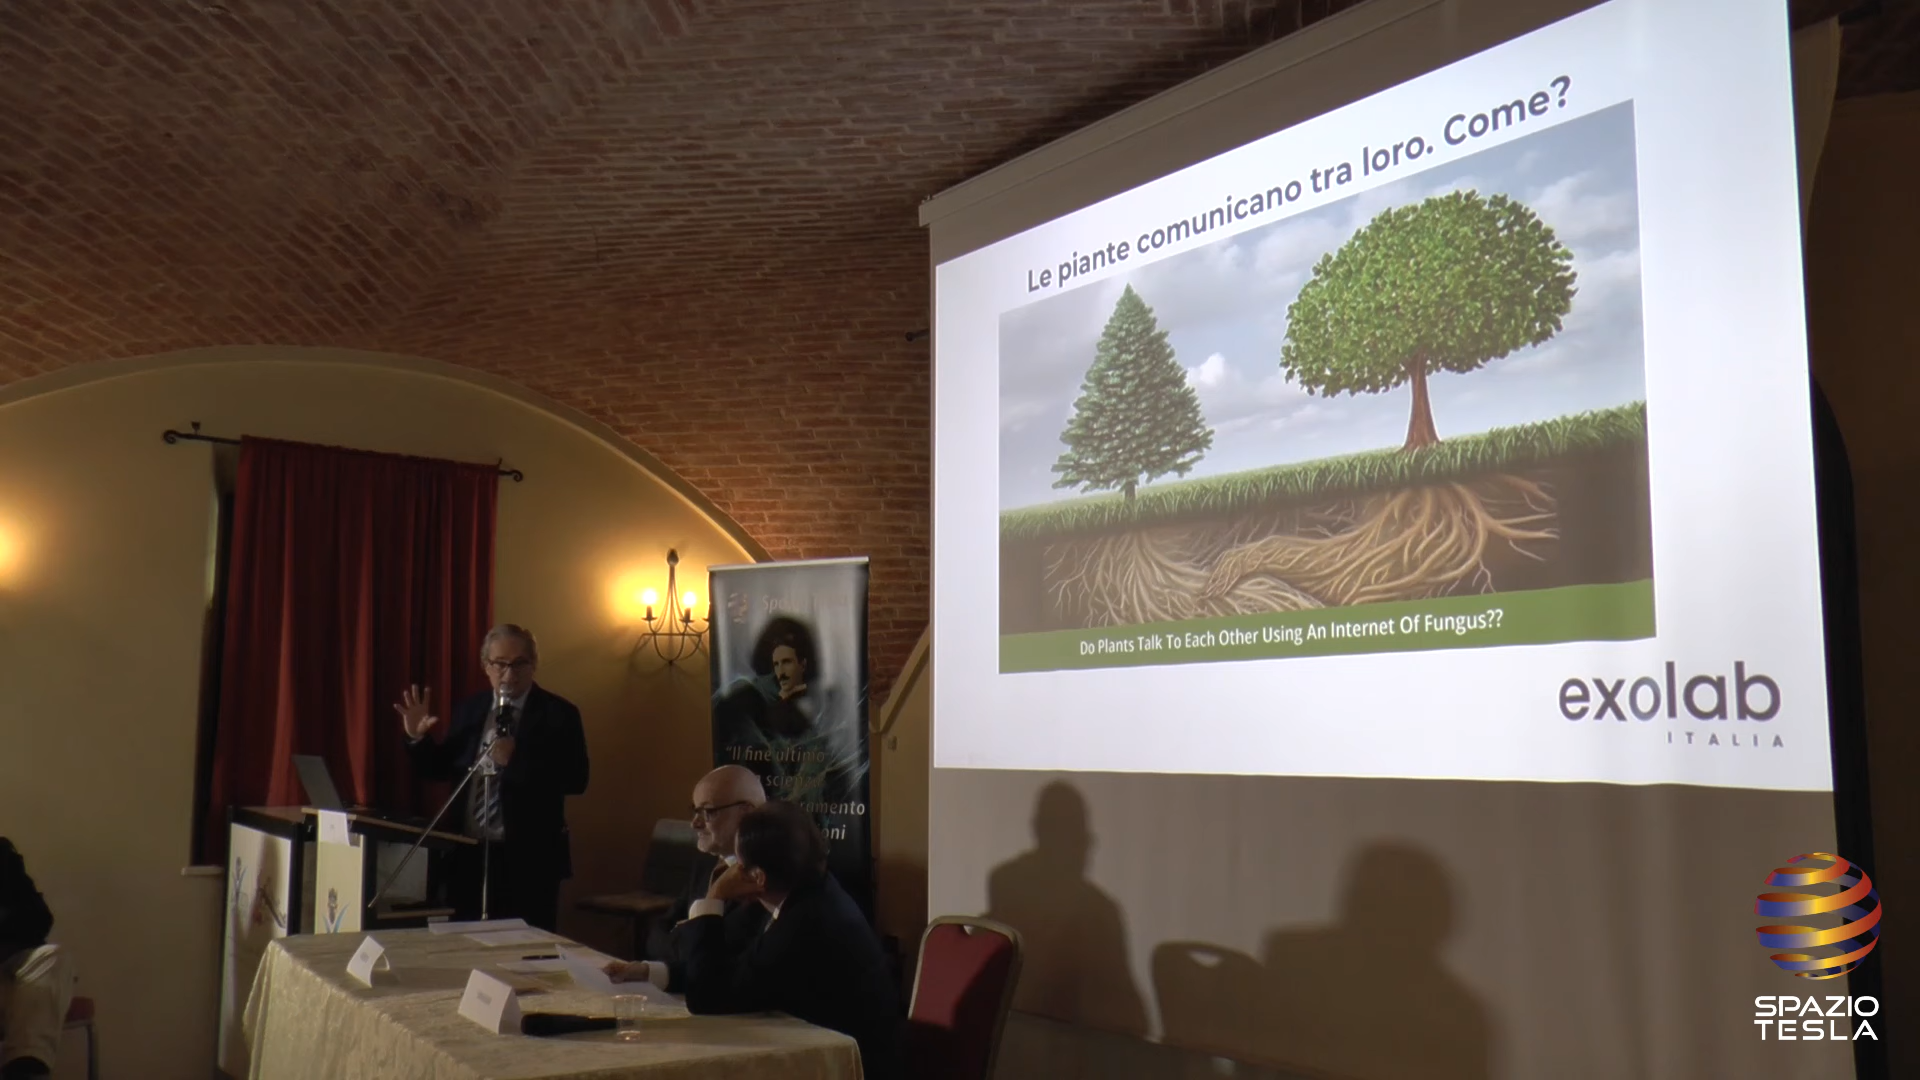 Le piante comunicano tra loro. Come?
Do Plants Talk To Each Other Using An Internet Of Fungus??
exolab
ITALIA
"Il fine ultimo
SPAZIO
TESLA